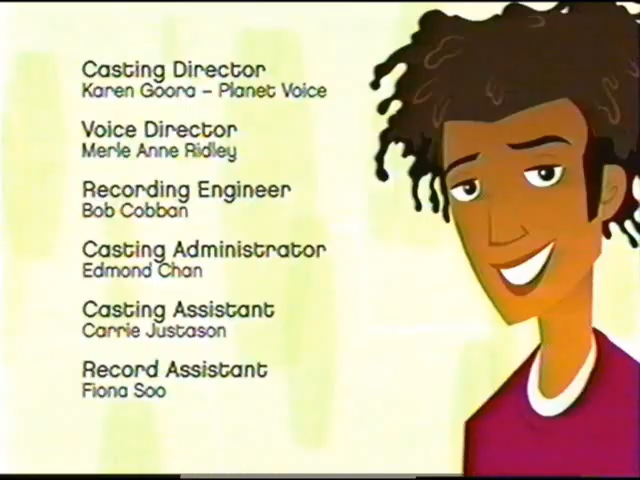 Casting Director
Karen Goora – Planet Voice
Voice Director
Merle Anne Ridley
Recording Engineer
Bob Cobban
Casting Administrator
Edmond Chan
Casting Assistant
Carrie Justason
Record Assistant
Fiona Soo